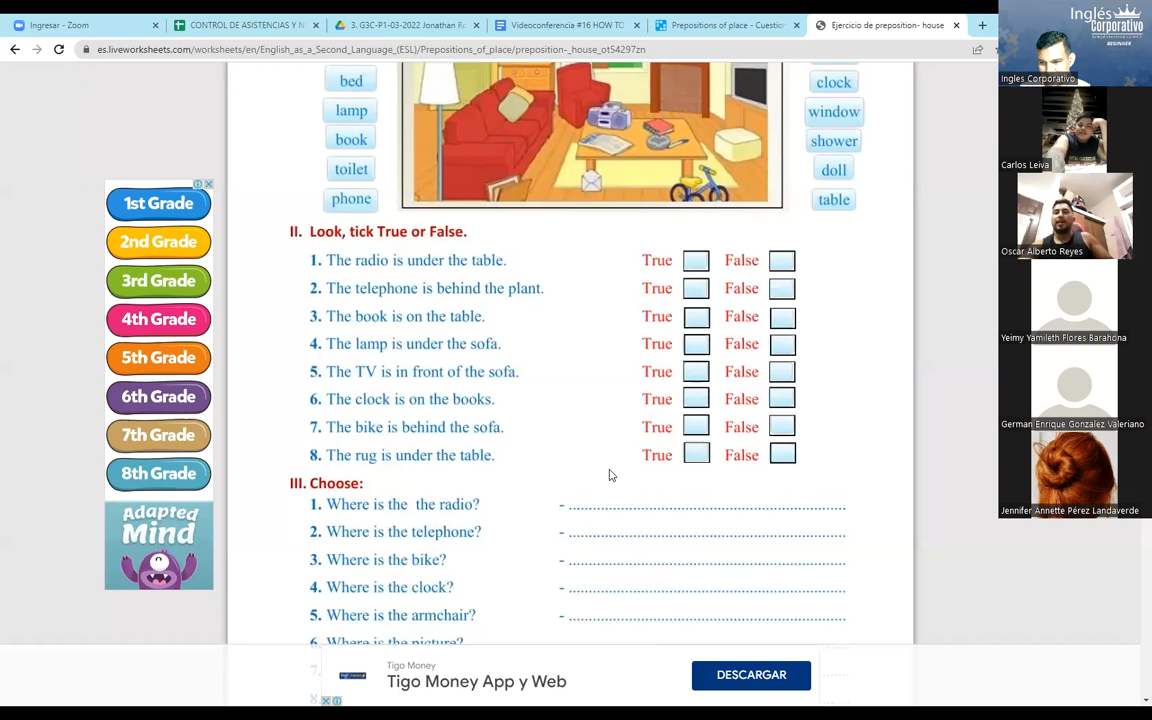 Ingresar - Zoom
CONTROL DE ASISTENCIAS Y N
3. G3C-P1-03-2022 Jonathan R
Videoconferencia #16 HOW TO
Prepositions of place - Cuestion
Ejercicio de preposition- house
es.liveworksheets.com/worksheets/en/English_as_a_Second_Language_(ESL)/Prepositions_of_place/preposition-_house_ot54297zn
bed
lamp
book
toilet
phone
clock
window
shower
doll
table
II. Look, tick True or False.
1. The radio is under the table. True False
2. The telephone is behind the plant. True False
3. The book is on the table. True False
4. The lamp is under the sofa. True False
5. The TV is in front of the sofa. True False
6. The clock is on the books. True False
7. The bike is behind the sofa. True False
8. The rug is under the table. True False
III. Choose:
1. Where is the the radio? - ..........................................................................
2. Where is the telephone? - ..........................................................................
3. Where is the bike? - ..........................................................................
4. Where is the clock? - ..........................................................................
5. Where is the armchair? - ..........................................................................
6. Where is the picture?
7.
8.
1st Grade
2nd Grade
3rd Grade
4th Grade
5th Grade
6th Grade
7th Grade
8th Grade
Adapted
Mind
Tigo Money
Tigo Money App y Web
DESCARGAR
Inglés
Corporativo
BEGINNER
Ingles Corporativo
Carlos Leiva
Oscar Alberto Reyes
Yeimy Yamileth Flores Barahona
German Enrique Gonzalez Valeriano
Jennifer Annette Pérez Landaverde